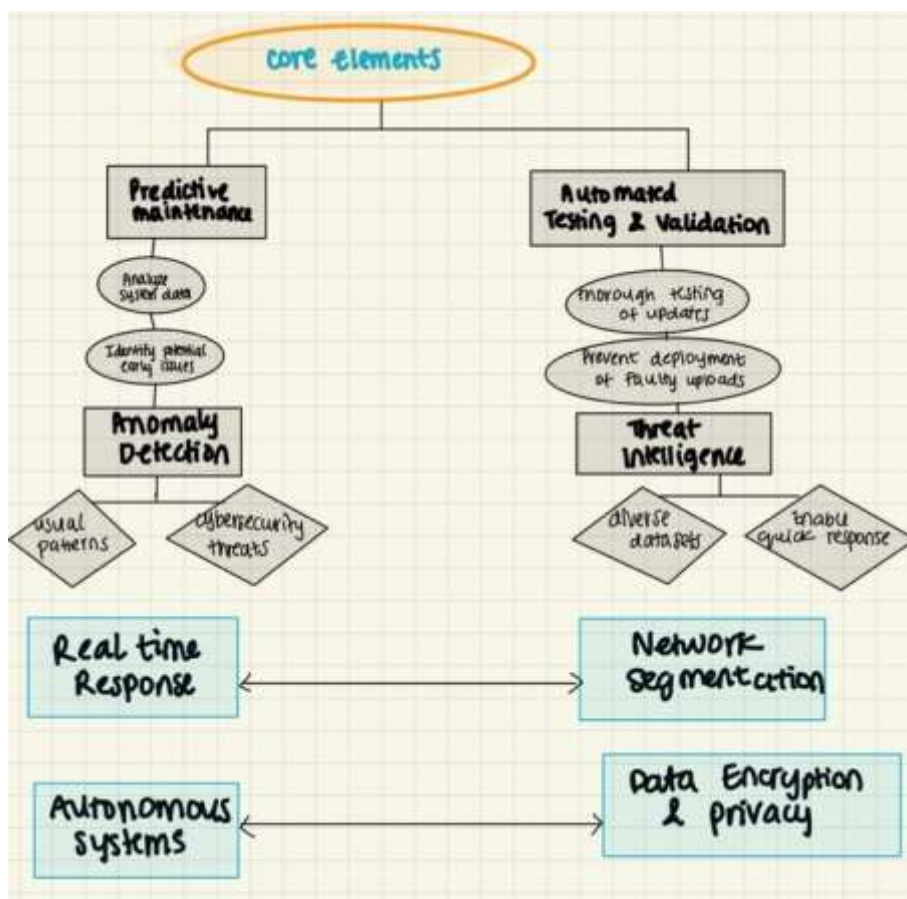 core elements
Predictive
maintenance
Automated
Testing & Validation
Analyze
system data
thorough testing
of updates
Identify potential
early issues
Prevent deployment
of faulty uploads
Anomaly
Detection
Threat
Intelligence
usual
patterns
cybersecurity
threats
diverse
datasets
Enable
quick response
Real time
Response
Network
Segmentation
Autonomous
systems
Data Encryption
& privacy